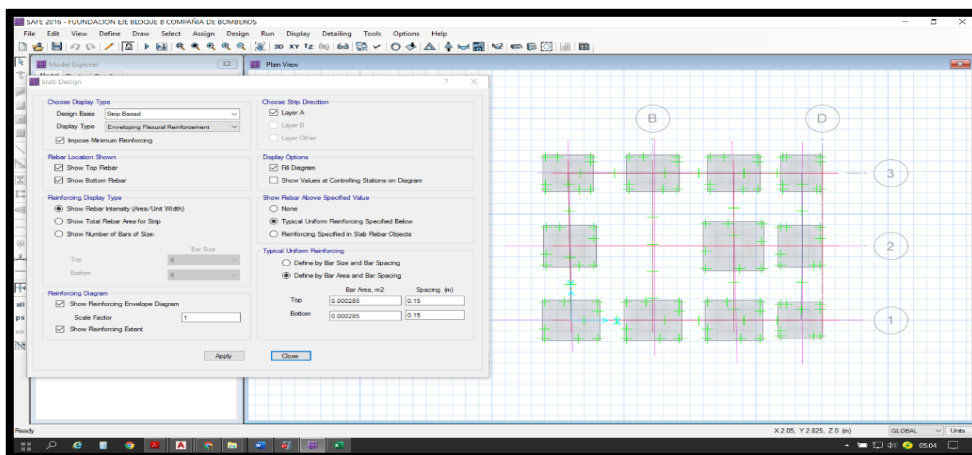 SAFE 2016 - FUUNDACION EJE BLOQUE B COMPAÑIA DE BOMBEROS
File Edit View Define Draw Select Assign Design Run Display Detailing Tools Options Help
3D XY
Model Explorer
Plan View
Slab Design
Choose Display Type
Design Basis Strip Based
Display Type Enveloping Flexural Reinforcement
Impose Minimum Reinforcing
Choose Strip Direction
Layer A
Layer B
Layer Other
Rebar Location Shown
Show Top Rebar
Show Bottom Rebar
Display Options
Fill Diagram
Show Values at Controlling Stations on Diagram
Reinforcing Display Type
Show Rebar Intensity (Area/Unit Width)
Show Total Rebar Area for Strip
Show Number of Bars of Size:
Bar Size
Top
Bottom
Show Rebar Above Specified Value
None
Typical Uniform Reinforcing Specified Below
Reinforcing Specified in Slab Rebar Objects
Typical Uniform Reinforcing
Define by Bar Size and Bar Spacing
Define by Bar Area and Bar Spacing
Bar Area, m2 Spacing (m)
Top 0.000285 0.15
Bottom 0.000285 0.15
Reinforcing Diagram
Show Reinforcing Envelope Diagram
Scale Factor 1
Show Reinforcing Extent
Apply Close
B D
3
2
1
all
ps
Ready
X 2.05, Y 2.825, Z 0 (m) GLOBAL Units...
05:04